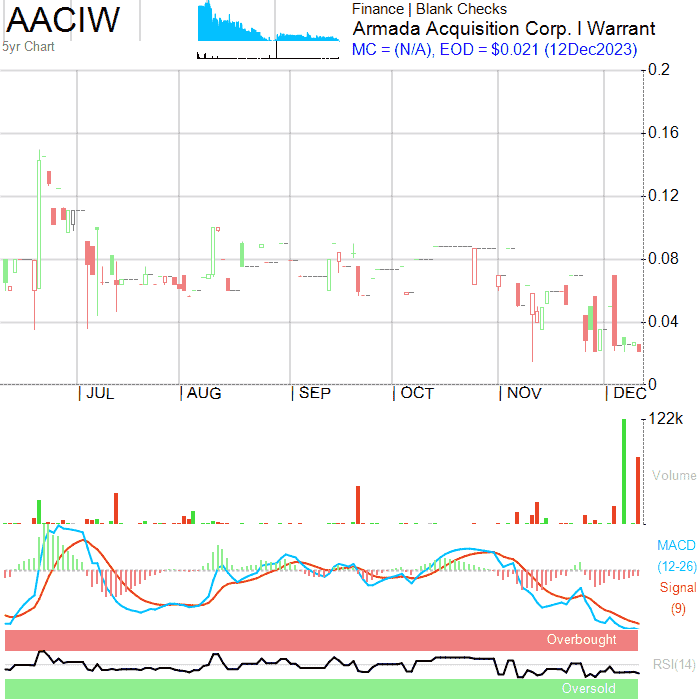 AACIW
5yr Chart
Finance | Blank Checks
Armada Acquisition Corp. I Warrant
MC = (N/A), EOD = $0.021 (12Dec2023)
0.2
0.16
0.12
0.08
0.04
0
| JUL
| AUG
| SEP
| OCT
| NOV
| DEC
122k
Volume
MACD
(12-26)
Signal
(9)
Overbought
RSI(14)
Oversold